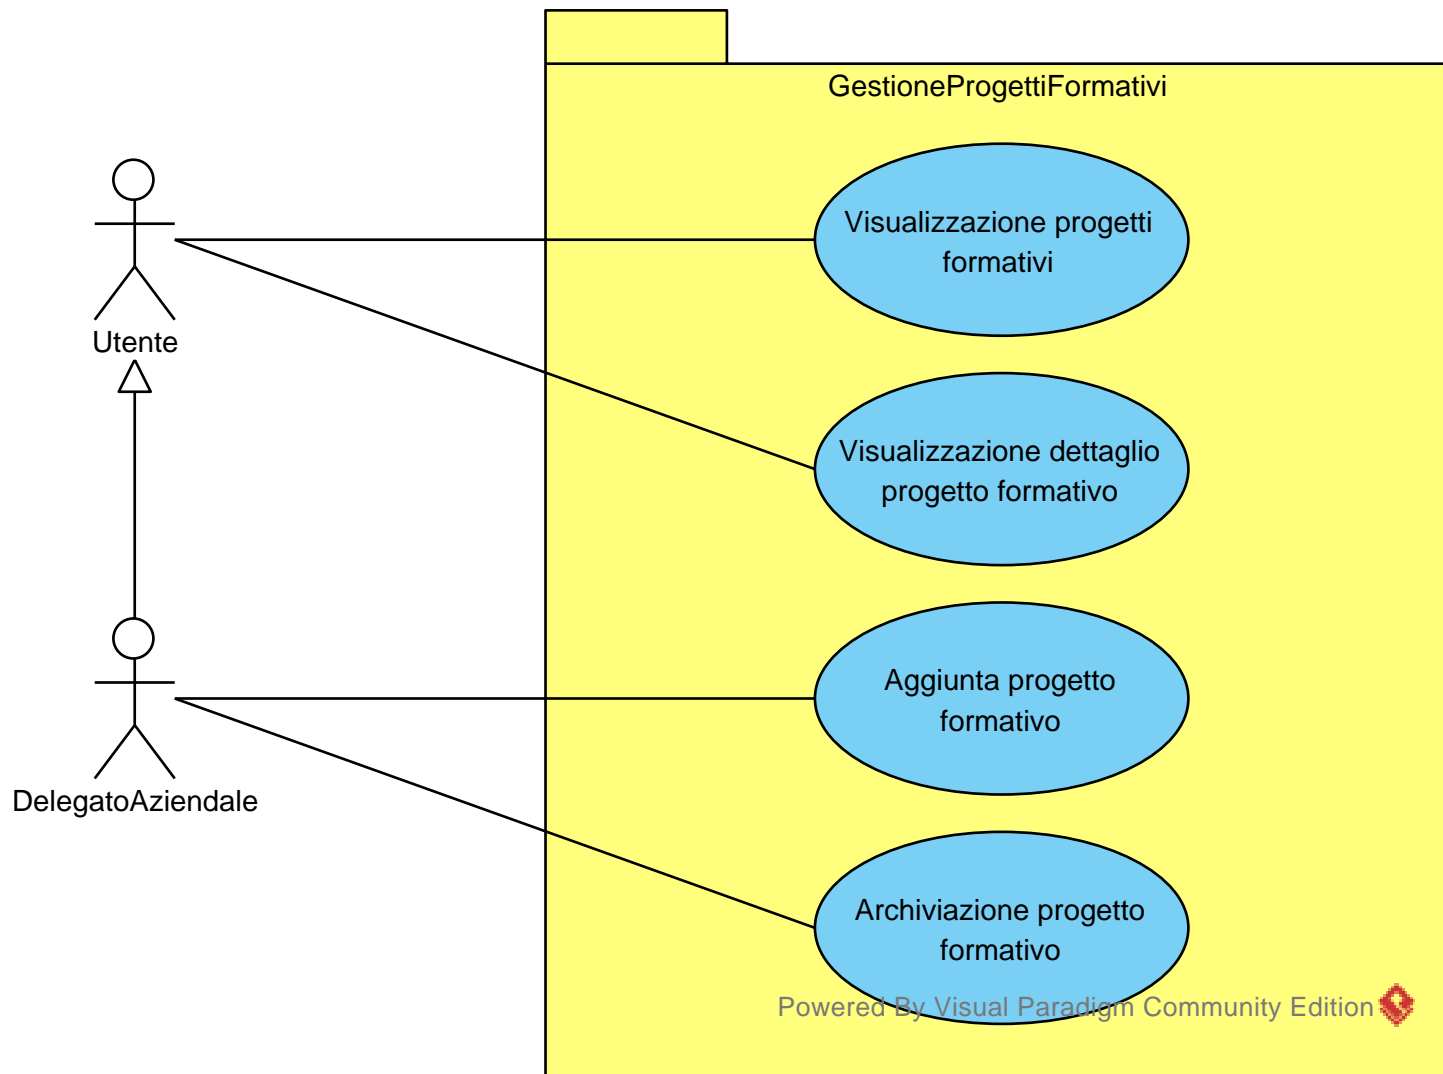 GestioneProgettiFormativi
Visualizzazione progetti
formativi
Utente
Visualizzazione dettaglio
progetto formativo
Aggiunta progetto
formativo
DelegatoAziendale
Archiviazione progetto
formativo
Powered By Visual Paradigm Community Edition